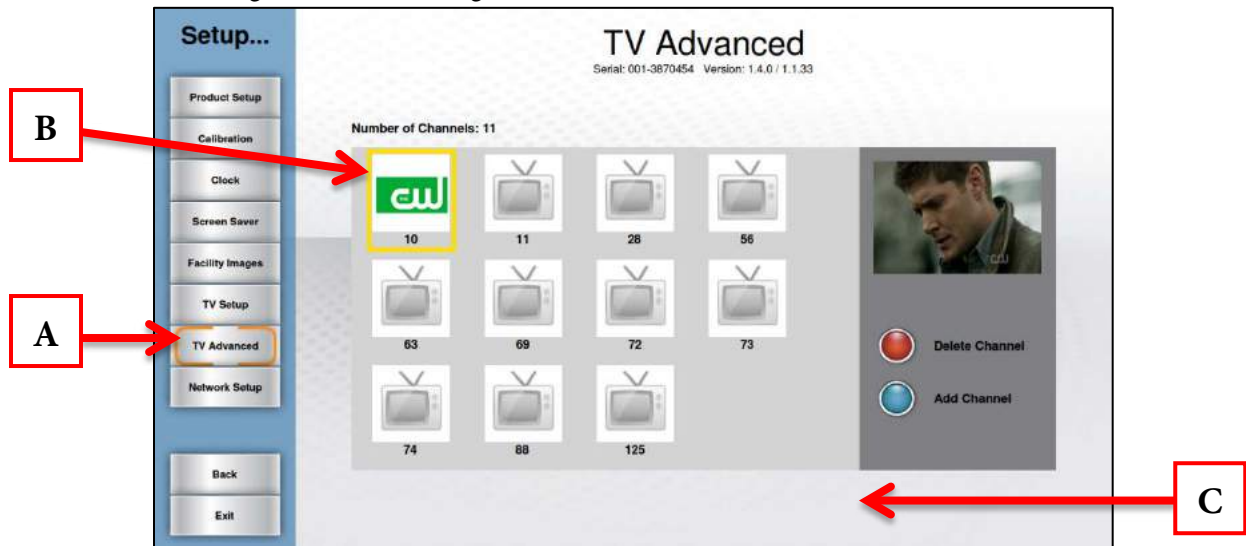 Setup...
TV Advanced
Serial: 001-3870454 Version: 1.4.0 / 1.1.33
Product Setup
B
Calibration
Number of Channels: 11
Clock
CW
CW
Screen Saver
10 11 28 56
Facility Images
TV Setup
A
TV Advanced
63 69 72 73
Delete Channel
Network Setup
Add Channel
74 88 125
Back
C
Exit